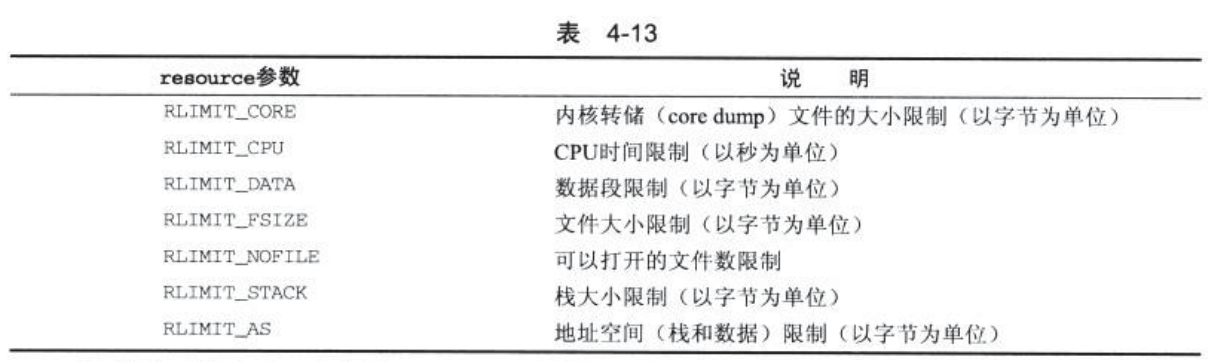 表 4-13
resource参数 说 明
RLIMIT_CORE 内核转储（core dump）文件的大小限制（以字节为单位）
RLIMIT_CPU CPU时间限制（以秒为单位）
RLIMIT_DATA 数据段限制（以字节为单位）
RLIMIT_FSIZE 文件大小限制（以字节为单位）
RLIMIT_NOFILE 可以打开的文件数限制
RLIMIT_STACK 栈大小限制（以字节为单位）
RLIMIT_AS 地址空间（栈和数据）限制（以字节为单位）